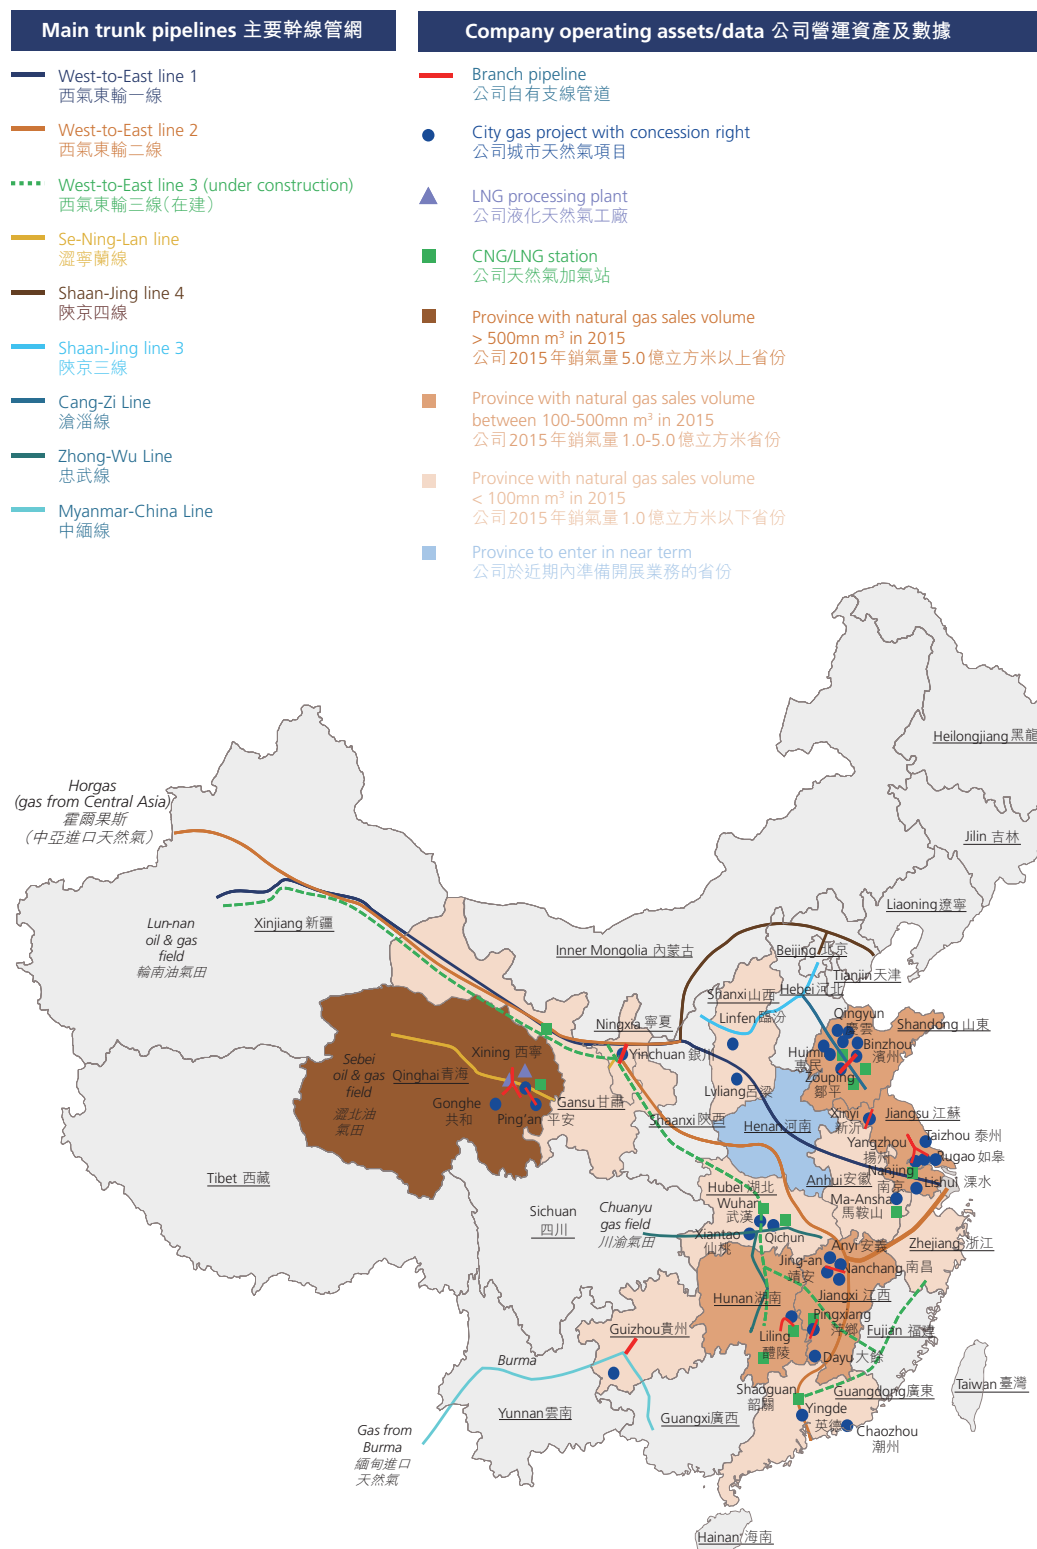 Main trunk pipelines 主要幹線管網
West-to-East line 1
西氣東輸一線
West-to-East line 2
西氣東輸二線
West-to-East line 3 (under construction)
西氣東輸三線(在建)
Se-Ning-Lan line
澀寧蘭線
Shaan-Jing line 4
陝京四線
Shaan-Jing line 3
陝京三線
Cang-Zi Line
滄淄線
Zhong-Wu Line
忠武線
Myanmar-China Line
中緬線
Company operating assets/data 公司營運資產及數據
Branch pipeline
公司自有支線管道
City gas project with concession right
公司城市天然氣項目
LNG processing plant
公司液化天然氣工廠
CNG/LNG station
公司天然氣加氣站
Province with natural gas sales volume
> 500mn m³ in 2015
公司2015年銷氣量5.0億立方米以上省份
Province with natural gas sales volume
between 100-500mn m³ in 2015
公司2015年銷氣量1.0-5.0億立方米省份
Province with natural gas sales volume
< 100mn m³ in 2015
公司2015年銷氣量1.0億立方米以下省份
Province to enter in near term
公司於近期內準備開展業務的省份
Heilongjiang 黑龍
Horgas
(gas from Central Asia)
霍爾果斯
(中亞進口天然氣)
Jilin 吉林
Liaoning 遼寧
Lun-nan
oil & gas
field
輪南油氣田
Xinjiang 新疆
Inner Mongolia 內蒙古
Beijing 北京
Tianjin 天津
Hebei 河北
Shanxi 山西
Linfen 臨汾
Ningxia 寧夏
Qingyun
慶雲
Shandong 山東
Xining 西寧
Yinchuan 銀川
Huimin
惠民
Binzhou
濱州
Sebei
oil & gas
field
澀北油
氣田
Qinghai 青海
Lvliang 呂梁
Zouping
鄒平
Gonghe
共和
Gansu 甘肅
Ping'an 平安
Shaanxi 陝西
Henan 河南
Xinyi
新沂
Jiangsu 江蘇
Taizhou 泰州
Yangzhou
揚州
Rugao 如皋
Nanjing
南京
Lishui 溧水
Tibet 西藏
Anhui 安徽
Hubei 湖北
Ma-Ansha
馬鞍山
Sichuan
四川
Chuanyu
gas field
川渝氣田
Wuhan
武漢
Xiantao
仙桃
Qichun
Anyi 安義
Zhejiang 浙江
Jing-an
靖安
Nanchang 南昌
Hunan 湖南
Jiangxi 江西
Pingxiang
萍鄉
Guizhou 貴州
Liling
醴陵
Fujian 福建
Burma
Dayu 大餘
Shaoguan
韶關
Guangdong 廣東
Taiwan 臺灣
Yunnan 雲南
Guangxi 廣西
Yingde
英德
Chaozhou
潮州
Gas from
Burma
緬甸進口
天然氣
Hainan 海南